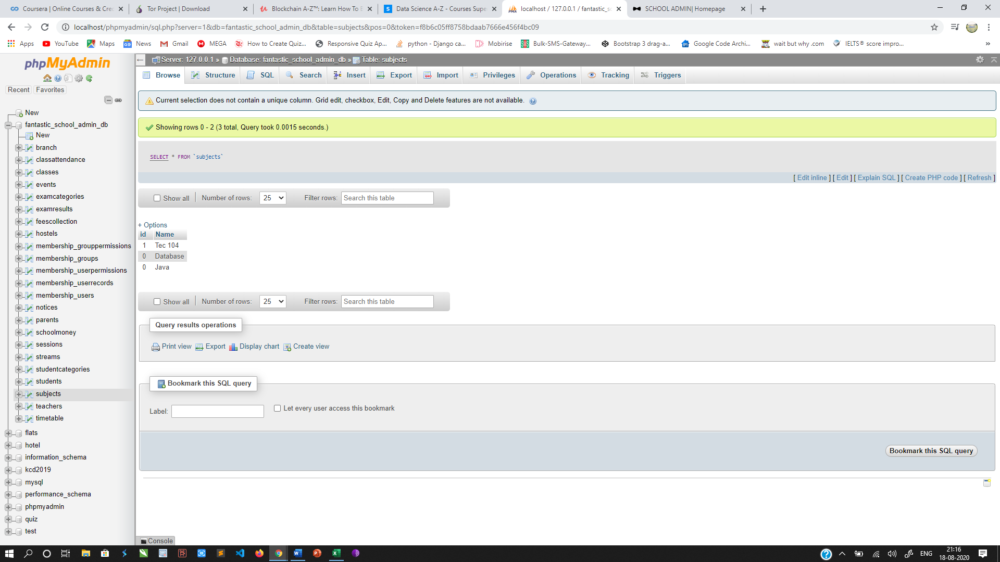 Coursera | Online Courses & Cre
Tor Project | Download
Blockchain A-Z™: Learn How To
Data Science A-Z - Courses Supe
localhost / 127.0.0.1 / fantastic_s
SCHOOL ADMIN| Homepage
localhost/phpmyadmin/sql.php?server=1&db=fantastic_school_admin_db&table=subjects&pos=0&token=f8b6c05ff8758bdaab7666e456f4bc09
Apps YouTube Maps News Gmail MEGA How to Create Quiz... Responsive Quiz Ap... python - Django ca... Mobirise Bulk-SMS-Gateway... Bootstrap 3 drag-a... Google Code Archi... wait but why .com IELTS® score impro... »
phpMyAdmin
Recent Favorites
New
fantastic_school_admin_db
New
branch
classattendance
classes
events
examcategories
examresults
feescollection
hostels
membership_grouppermissions
membership_groups
membership_userpermissions
membership_userrecords
membership_users
notices
parents
schoolmoney
sessions
streams
studentcategories
students
subjects
teachers
timetable
flats
hotel
information_schema
kcd2019
mysql
performance_schema
phpmyadmin
quiz
test
Server: 127.0.0.1 » Database: fantastic_school_admin_db » Table: subjects
Browse Structure SQL Search Insert Export Import Privileges Operations Tracking Triggers
Current selection does not contain a unique column. Grid edit, checkbox, Edit, Copy and Delete features are not available.
Showing rows 0 - 2 (3 total, Query took 0.0015 seconds.)
SELECT * FROM `subjects`
[ Edit inline ] [ Edit ] [ Explain SQL ] [ Create PHP code ] [ Refresh ]
Show all Number of rows: 25 Filter rows: Search this table
+ Options
id Name
1 Tec 104
0 Database
0 Java
Show all Number of rows: 25 Filter rows: Search this table
Query results operations
Print view Export Display chart Create view
Bookmark this SQL query
Label: Let every user access this bookmark
Bookmark this SQL query
Console
ENG
21:16
18-08-2020